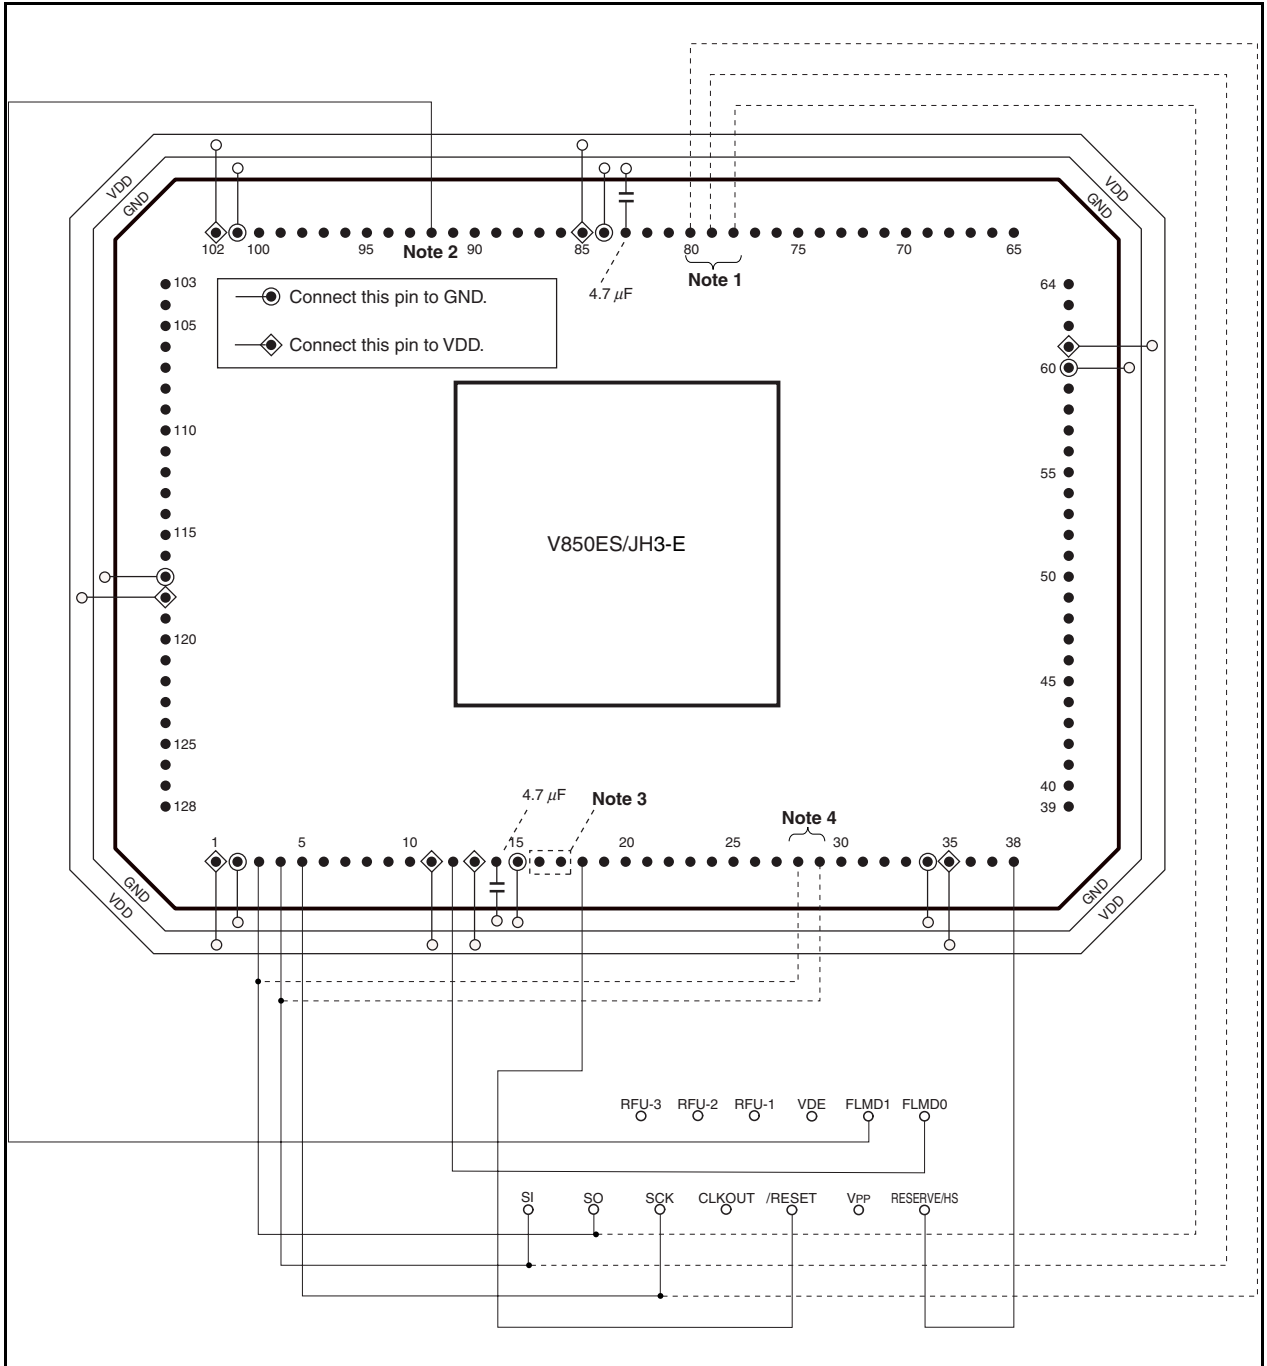 VDD
GND
VDD
GND
102 100 95 90 85 80 75 70 65
Note 2
Note 1
4.7 μF
103
105
110
115
120
125
128
64
60
55
50
45
40
39
Connect this pin to GND.
Connect this pin to VDD.
V850ES/JH3-E
4.7 μF
Note 3
Note 4
1 5 10 15 20 25 30 35 38
GND
VDD
GND
VDD
RFU-3 RFU-2 RFU-1 VDE FLMD1 FLMD0
SI SO SCK CLKOUT /RESET VPP RESERVE/HS